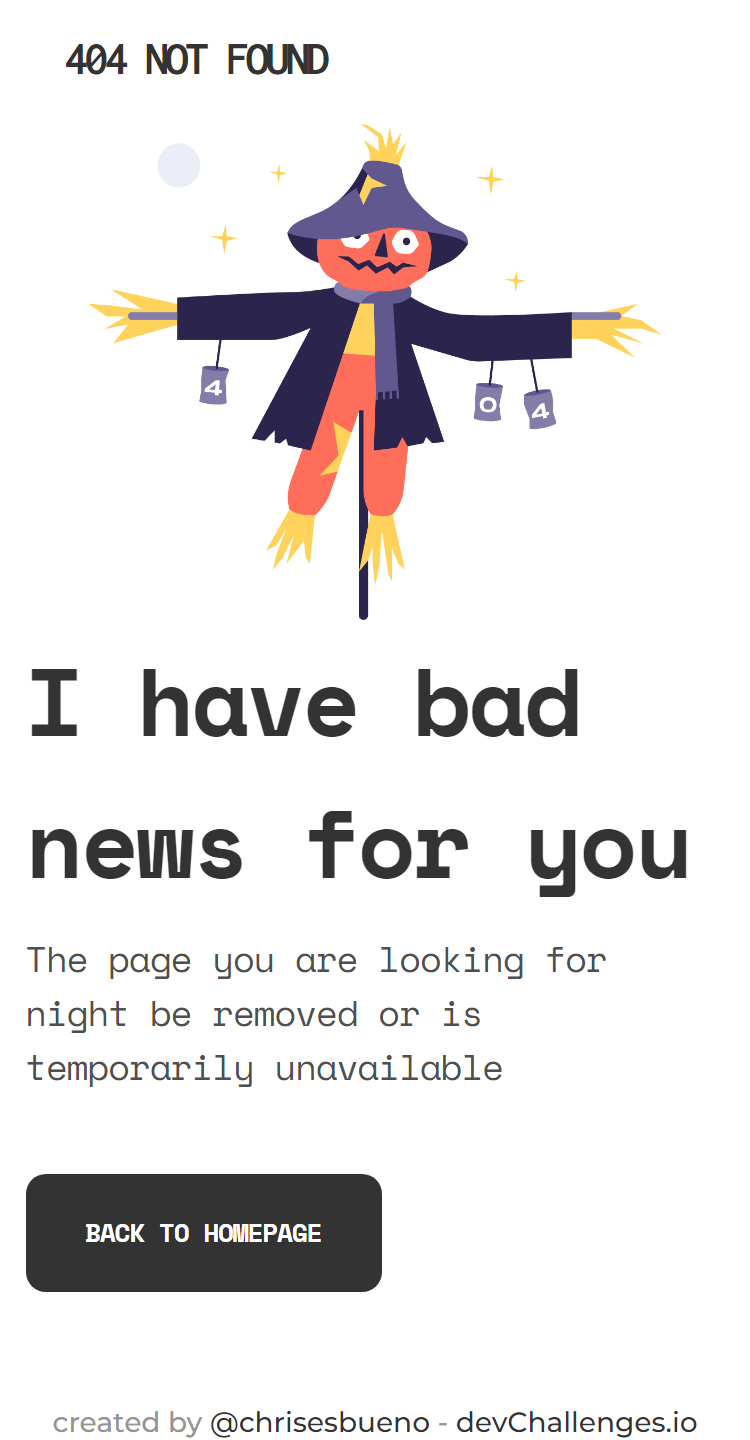 404 NOT FOUND
4
0
4
I have bad
news for you
The page you are looking for
night be removed or is
temporarily unavailable
BACK TO HOMEPAGE
created by @chrisesbueno - devChallenges.io